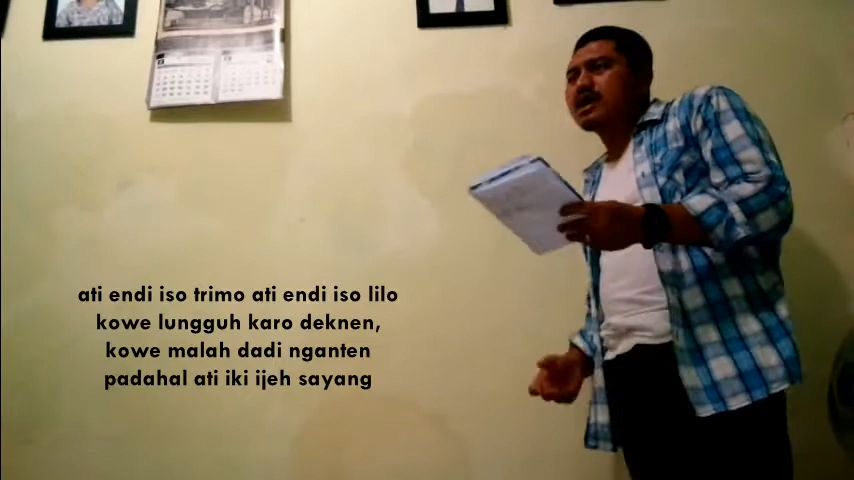 ati endi iso trimo ati endi iso lilo
kowe lungguh karo deknen,
kowe malah dadi nganten
padahal ati iki ijeh sayang